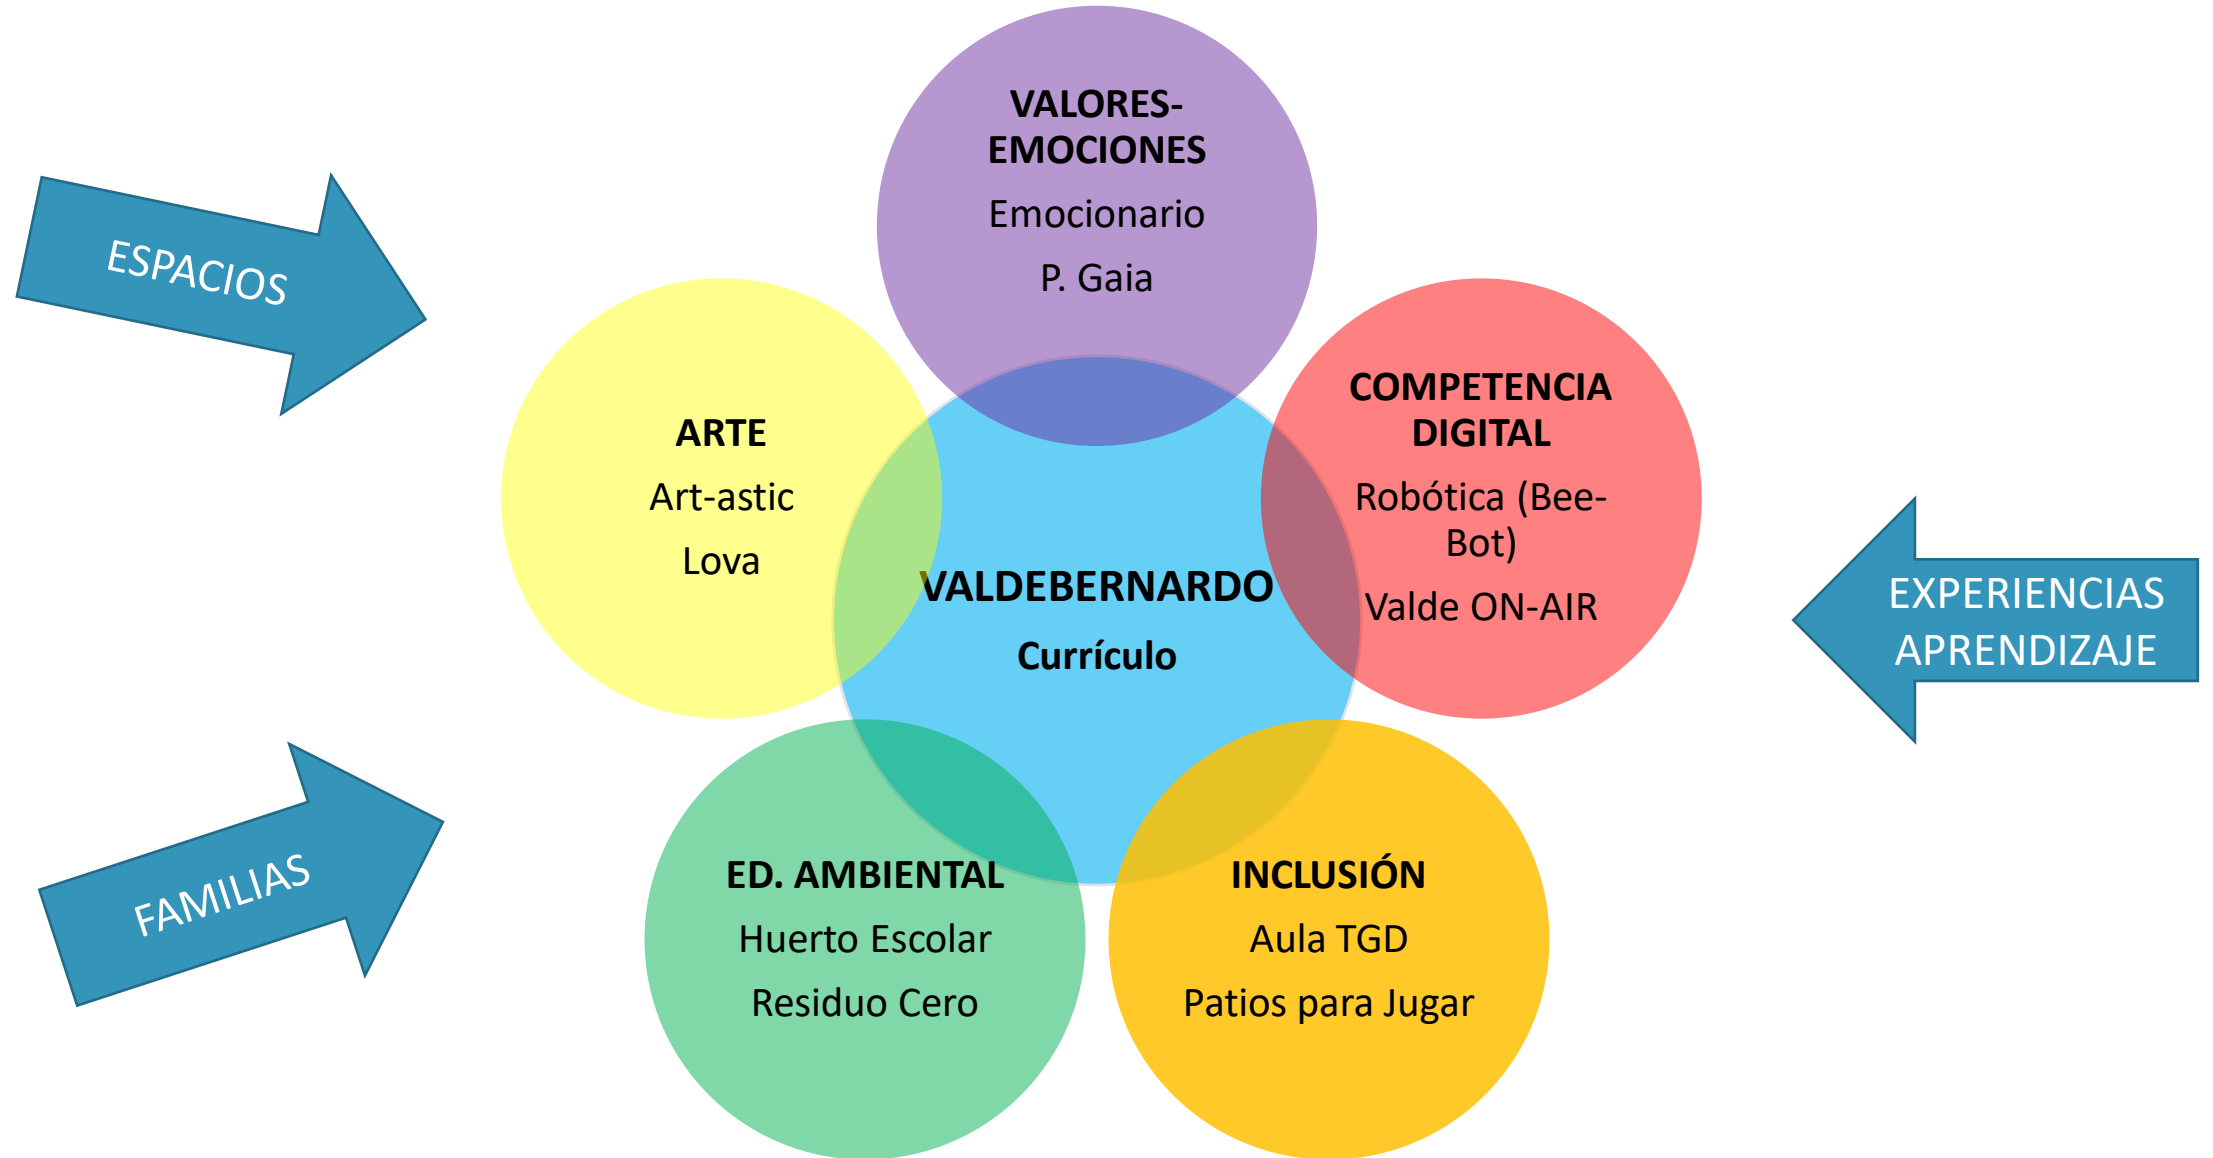 VALORES-
EMOCIONES
Emocionario
P. Gaia
ESPACIOS
ARTE
Art-astic
Lova
COMPETENCIA
DIGITAL
Robótica (Bee-
Bot)
Valde ON-AIR
VALDEBERNARDO
Currículo
EXPERIENCIAS
APRENDIZAJE
FAMILIAS
ED. AMBIENTAL
Huerto Escolar
Residuo Cero
INCLUSIÓN
Aula TGD
Patios para Jugar